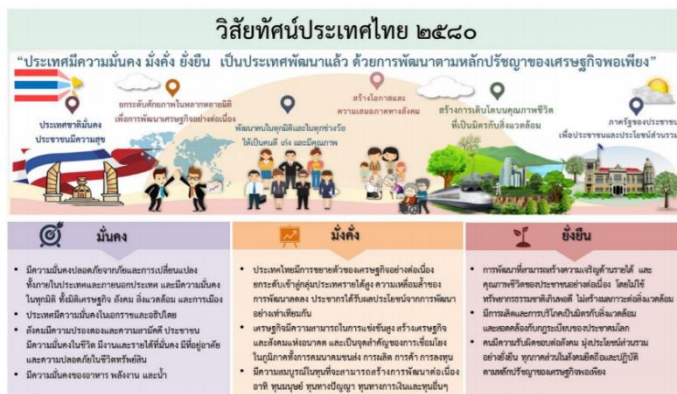 วิสัยทัศน์ประเทศไทย ๒๕๘๐
“ประเทศมีความมั่นคง มั่งคั่ง ยั่งยืน เป็นประเทศพัฒนาแล้ว ด้วยการพัฒนาตามหลักปรัชญาของเศรษฐกิจพอเพียง”
ประเทศชาติมั่นคง
ประชาชนมีความสุข
ยกระดับศักยภาพในหลากหลายมิติ
เพื่อการพัฒนาเศรษฐกิจอย่างต่อเนื่อง
พัฒนาคนในทุกมิติและในทุกช่วงวัย
ให้เป็นคนดี เก่ง และมีคุณภาพ
สร้างโอกาสและ
ความเสมอภาคทางสังคม
สร้างการเติบโตบนคุณภาพชีวิต
ที่เป็นมิตรกับสิ่งแวดล้อม
ภาครัฐของประชาชน
เพื่อประชาชนและประโยชน์ส่วนรวม
มั่นคง
• มีความมั่นคงปลอดภัยจากภัยและการเปลี่ยนแปลง
ทั้งภายในประเทศและภายนอกประเทศ และมีความมั่นคง
ในทุกมิติ ทั้งมิติเศรษฐกิจ สังคม สิ่งแวดล้อม และการเมือง
• ประเทศมีความมั่นคงในเอกราชและอธิปไตย
• สังคมมีความปรองดองและความสามัคคี ประชาชน
มีความมั่นคงในชีวิต มีงานและรายได้ที่มั่นคง มีที่อยู่อาศัย
และความปลอดภัยในชีวิตทรัพย์สิน
• มีความมั่นคงของอาหาร พลังงาน และน้ำ
มั่งคั่ง
• ประเทศไทยมีการขยายตัวของเศรษฐกิจอย่างต่อเนื่อง
ยกระดับเข้าสู่กลุ่มประเทศรายได้สูง ความเหลื่อมล้ำของ
การพัฒนาลดลง ประชากรได้รับผลประโยชน์จากการพัฒนา
อย่างเท่าเทียมกัน
• เศรษฐกิจมีความสามารถในการแข่งขันสูง สร้างเศรษฐกิจ
และสังคมแห่งอนาคต และเป็นจุดสำคัญของการเชื่อมโยง
ในภูมิภาคทั้งการคมนาคมขนส่ง การผลิต การค้า การลงทุน
• มีความสมบูรณ์ในทุนที่จะสามารถสร้างการพัฒนาต่อเนื่อง
อาทิ ทุนมนุษย์ ทุนทางปัญญา ทุนทางการเงินและทุนอื่นๆ
ยั่งยืน
• การพัฒนาที่สามารถสร้างความเจริญด้านรายได้ และ
คุณภาพชีวิตของประชาชนอย่างต่อเนื่อง โดยไม่ใช้
ทรัพยากรธรรมชาติเกินพอดี ไม่สร้างมลภาวะต่อสิ่งแวดล้อม
• มีการผลิตและการบริโภคเป็นมิตรกับสิ่งแวดล้อม
และสอดคล้องกับกฎระเบียบของประชาคมโลก
• คนมีความรับผิดชอบต่อสังคม มุ่งประโยชน์ส่วนรวม
อย่างยั่งยืน ทุกภาคส่วนในสังคมยึดถือและปฏิบัติ
ตามหลักปรัชญาของเศรษฐกิจพอเพียง